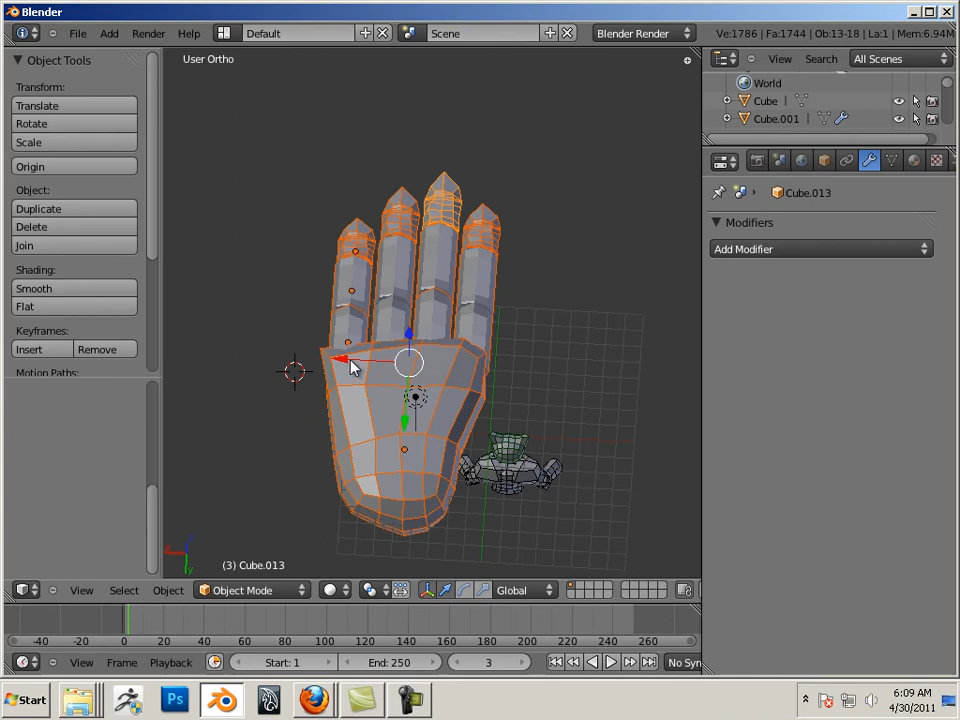 Blender
File Add Render Help Default Scene Blender Render Ve:1786 | Fa:1744 | Ob:13-18 | La:1 | Mem:6.94M
Object Tools
Transform:
Translate
Rotate
Scale
Origin
Object:
Duplicate
Delete
Join
Shading:
Smooth
Flat
Keyframes:
Insert Remove
Motion Paths:
User Ortho
(3) Cube.013
View Search All Scenes
World
Cube
Cube.001
Cube.013
Modifiers
Add Modifier
View Select Object Object Mode Global
-40 -20 0 20 40 60 80 100 120 140 160 180 200 220 240 260
View Frame Playback Start: 1 End: 250 3 No Syn
Start Ps 6:09 AM
4/30/2011